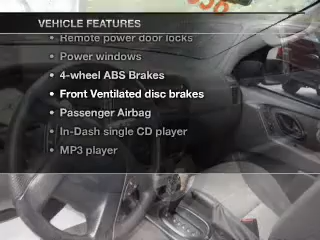 VEHICLE FEATURES
• Remote power door locks
• Power windows
• 4-wheel ABS Brakes
• Front Ventilated disc brakes
• Passenger Airbag
• In-Dash single CD player
• MP3 player